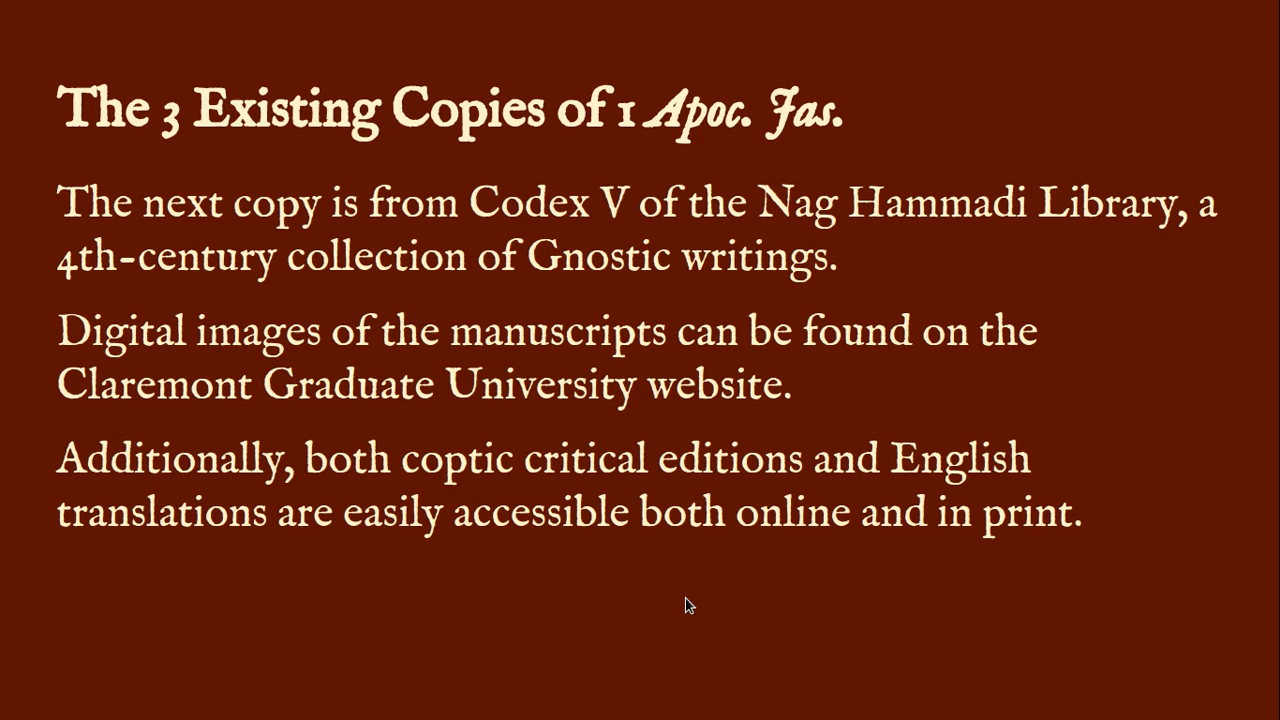 The 3 Existing Copies of 1 Apoc. Jas.
The next copy is from Codex V of the Nag Hammadi Library, a
4th-century collection of Gnostic writings.
Digital images of the manuscripts can be found on the
Claremont Graduate University website.
Additionally, both coptic critical editions and English
translations are easily accessible both online and in print.